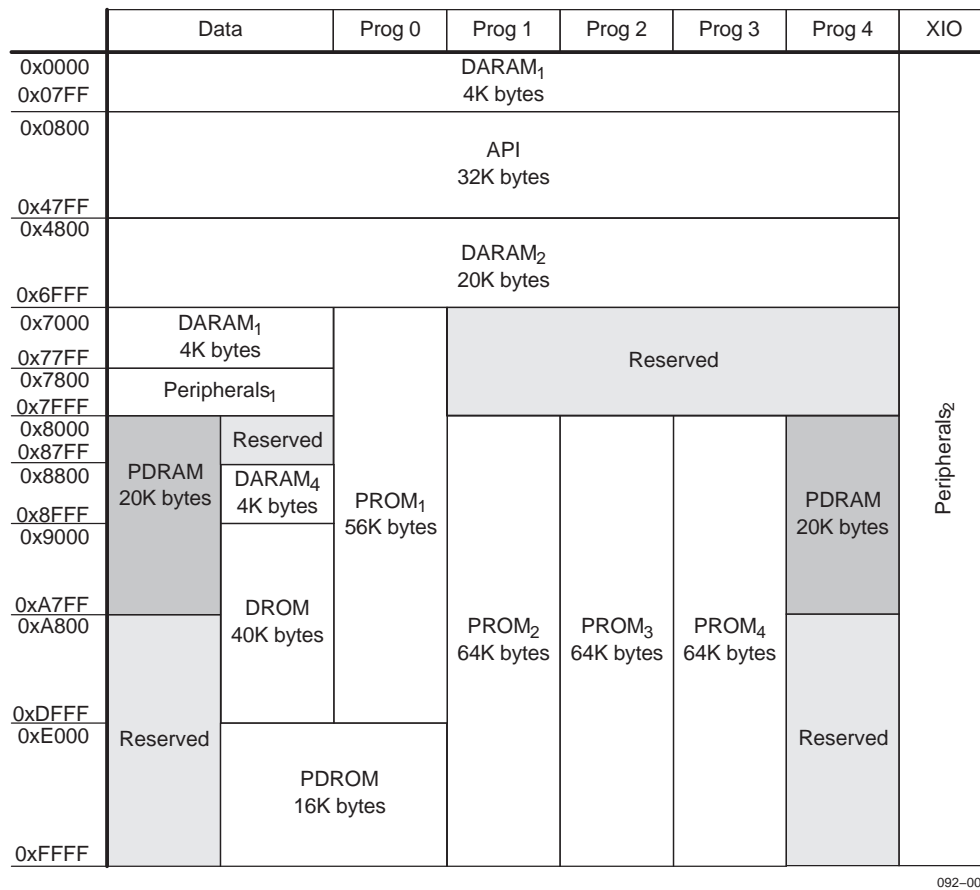 Data Prog 0 Prog 1 Prog 2 Prog 3 Prog 4 XIO
0x0000
0x07FF
DARAM1
4K bytes
0x0800
0x47FF
API
32K bytes
0x4800
0x6FFF
DARAM2
20K bytes
0x7000
0x77FF
DARAM1
4K bytes
Reserved
0x7800
0x7FFF
Peripherals1
0x8000
0x87FF
Reserved
0x8800
0x8FFF
PDRAM
20K bytes
DARAM4
4K bytes
PROM1
56K bytes
PDRAM
20K bytes
Peripherals2
0x9000
0xA7FF
0xA800
0xDFFF
DROM
40K bytes
PROM2
64K bytes
PROM3
64K bytes
PROM4
64K bytes
0xE000
0xFFFF
Reserved
PDROM
16K bytes
Reserved
092–00